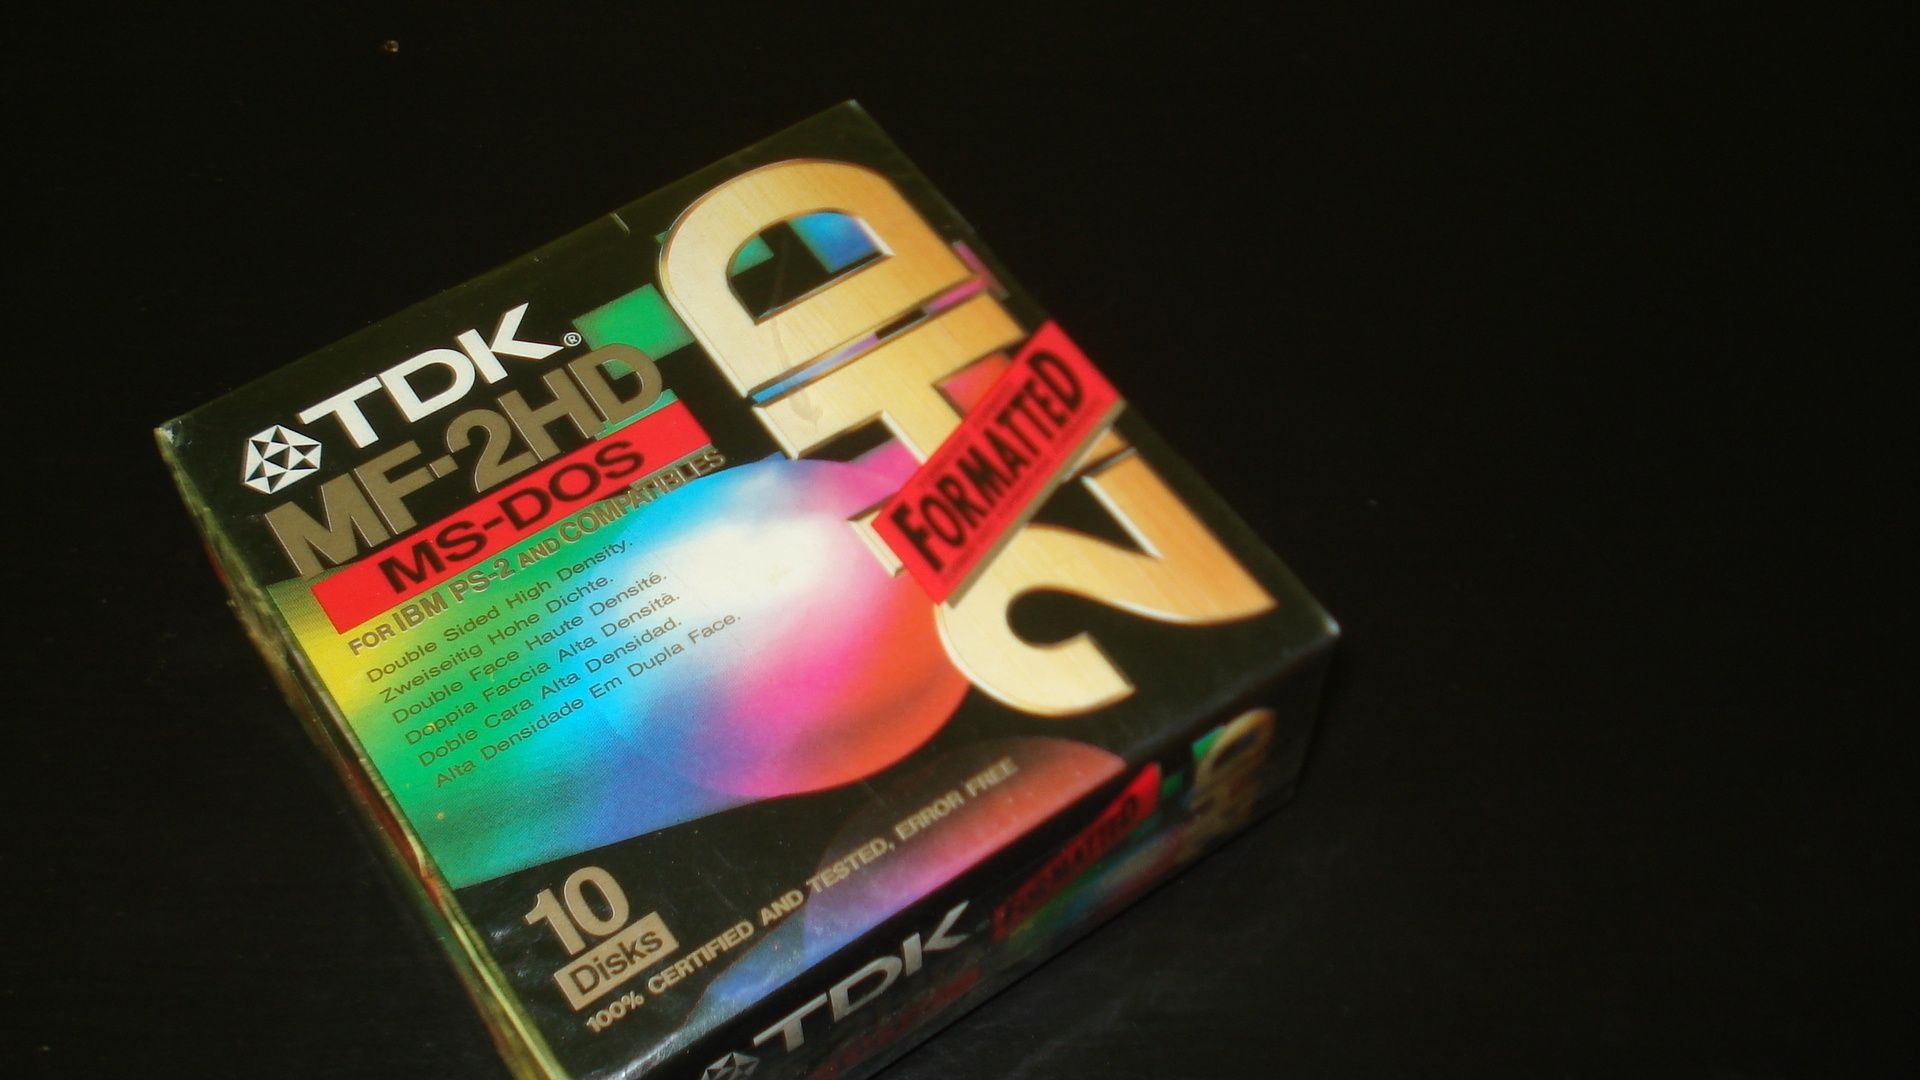 TDK®
MF-2HD
MS-DOS
FOR IBM PS-2 AND COMPATIBLES
Double Sided High Density.
Zweiseitig Hohe Dichte.
Double Face Haute Densité.
Doppia Faccia Alta Densità.
Doble Cara Alta Densidad.
Alta Densidade Em Dupla Face.
2HD
FORMATTED
10
Disks
100% CERTIFIED AND TESTED, ERROR FREE
TDK
FORMATTED
2HD